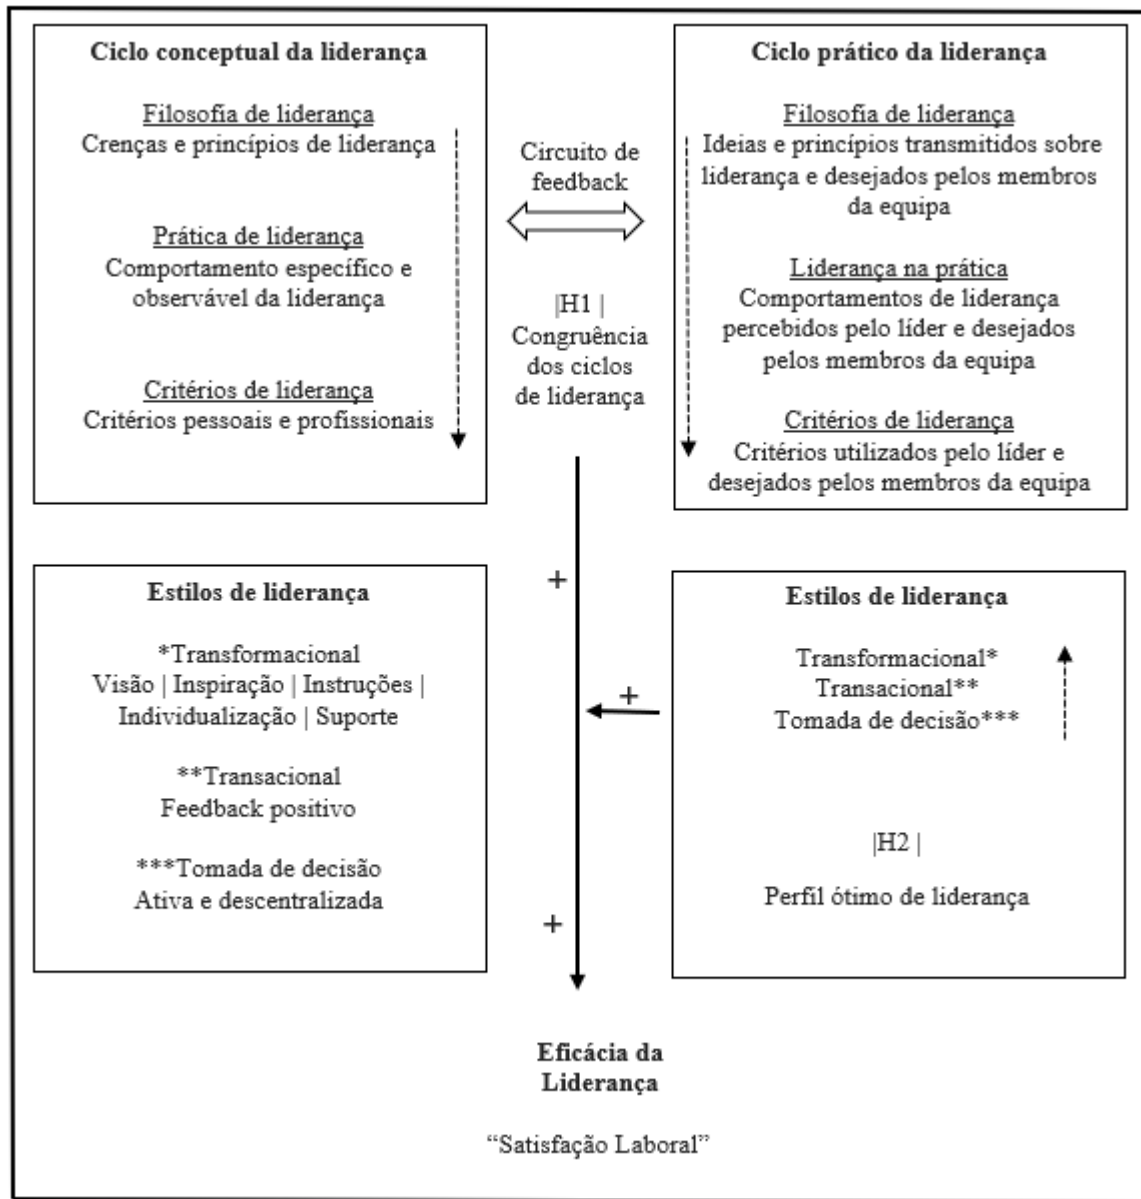 Ciclo conceptual da liderança
Filosofia de liderança
Crenças e princípios de liderança
Prática de liderança
Comportamento específico e
observável da liderança
Critérios de liderança
Critérios pessoais e profissionais
Circuito de
feedback
|H1 |
Congruência
dos ciclos
de liderança
Ciclo prático da liderança
Filosofia de liderança
Ideias e princípios transmitidos sobre
liderança e desejados pelos membros
da equipa
Liderança na prática
Comportamentos de liderança
percebidos pelo líder e desejados
pelos membros da equipa
Critérios de liderança
Critérios utilizados pelo líder e
desejados pelos membros da equipa
Estilos de liderança
*Transformacional
Visão | Inspiração | Instruções |
Individualização | Suporte
**Transacional
Feedback positivo
***Tomada de decisão
Ativa e descentralizada
+
+
+
Estilos de liderança
Transformacional*
Transacional**
Tomada de decisão***
|H2 |
Perfil ótimo de liderança
Eficácia da
Liderança
“Satisfação Laboral”